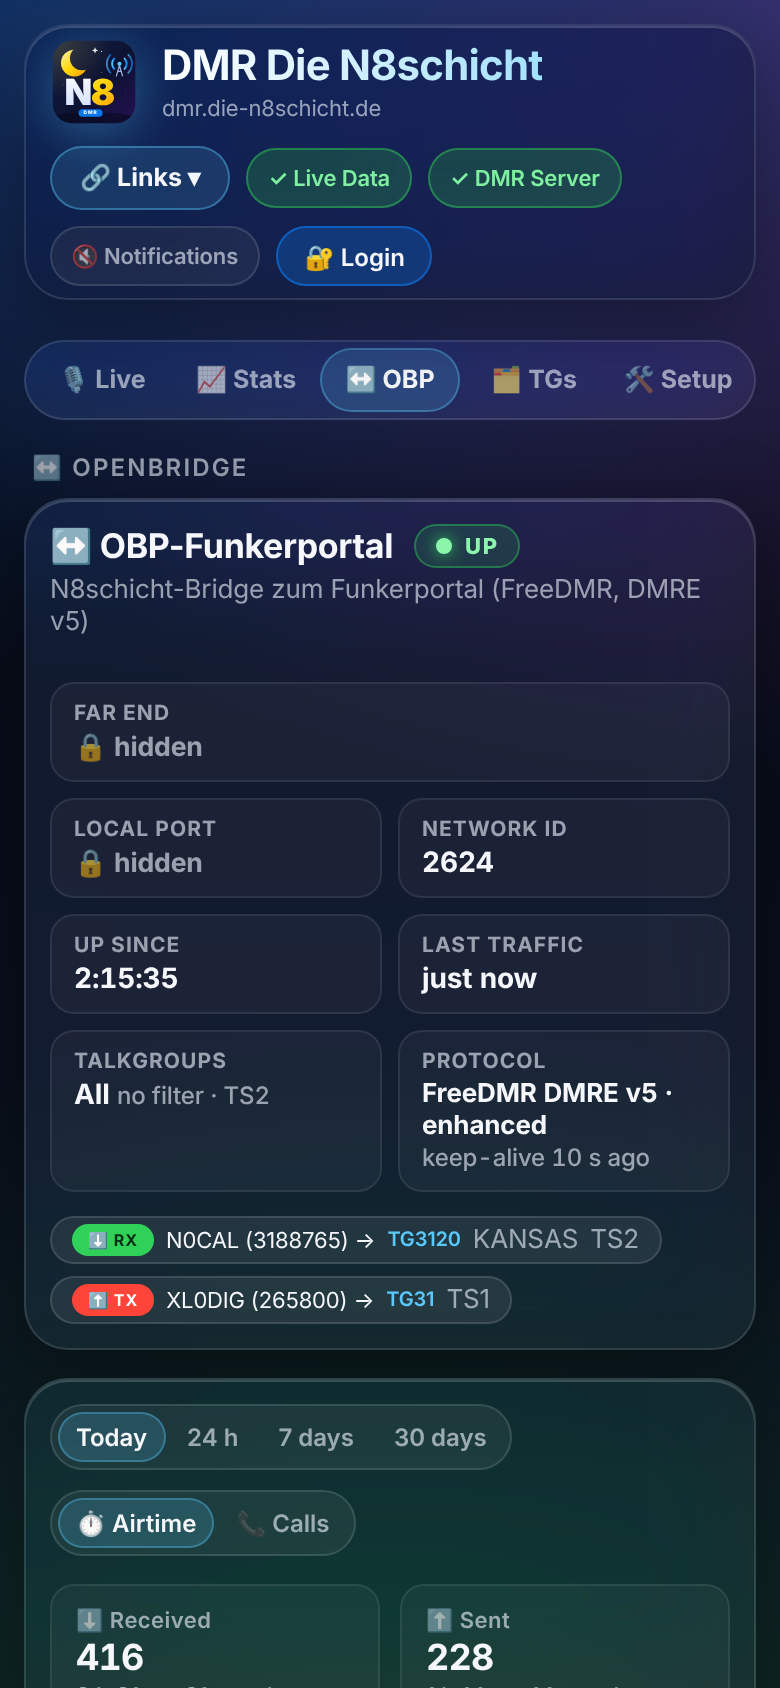 N8
DMR
DMR Die N8schicht
dmr.die-n8schicht.de
🔗 Links ▾
✓ Live Data
✓ DMR Server
🔇 Notifications
🔐 Login
🎙️ Live
📈 Stats
↔️ OBP
🗂️ TGs
🛠️ Setup
↔️ OPENBRIDGE
↔️ OBP-Funkerportal
● UP
N8schicht-Bridge zum Funkerportal (FreeDMR, DMRE
v5)
FAR END
🔒 hidden
LOCAL PORT
🔒 hidden
NETWORK ID
2624
UP SINCE
2:15:35
LAST TRAFFIC
just now
TALKGROUPS
All no filter · TS2
PROTOCOL
FreeDMR DMRE v5 ·
enhanced
keep-alive 10 s ago
⬇️ RX N0CAL (3188765) → TG3120 KANSAS TS2
⬆️ TX XL0DIG (265800) → TG31 TS1
Today 24 h 7 days 30 days
⏱️ Airtime 📞 Calls
⬇️ Received
416
⬆️ Sent
228